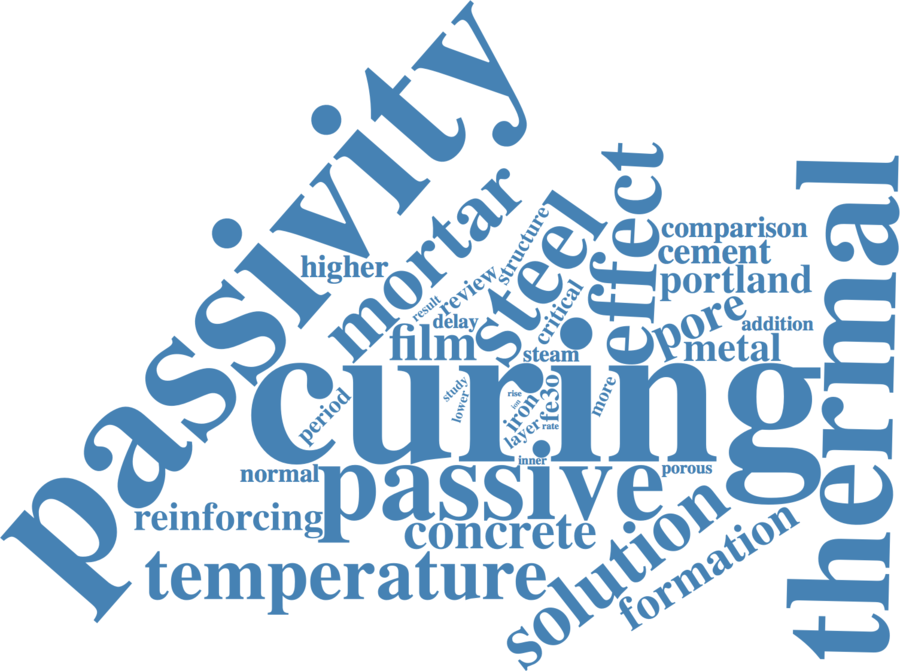 passivity
thermal
effect
mortar
steel
structure
comparison
cement
portland
higher
review
result
delay
critical
pore
addition
film
steam
metal
curing
period
study
lower
rise
ion
iron
fe3o
layer
rate
more
inner
normal
passive
porous
reinforcing
concrete
solution
formation
temperature